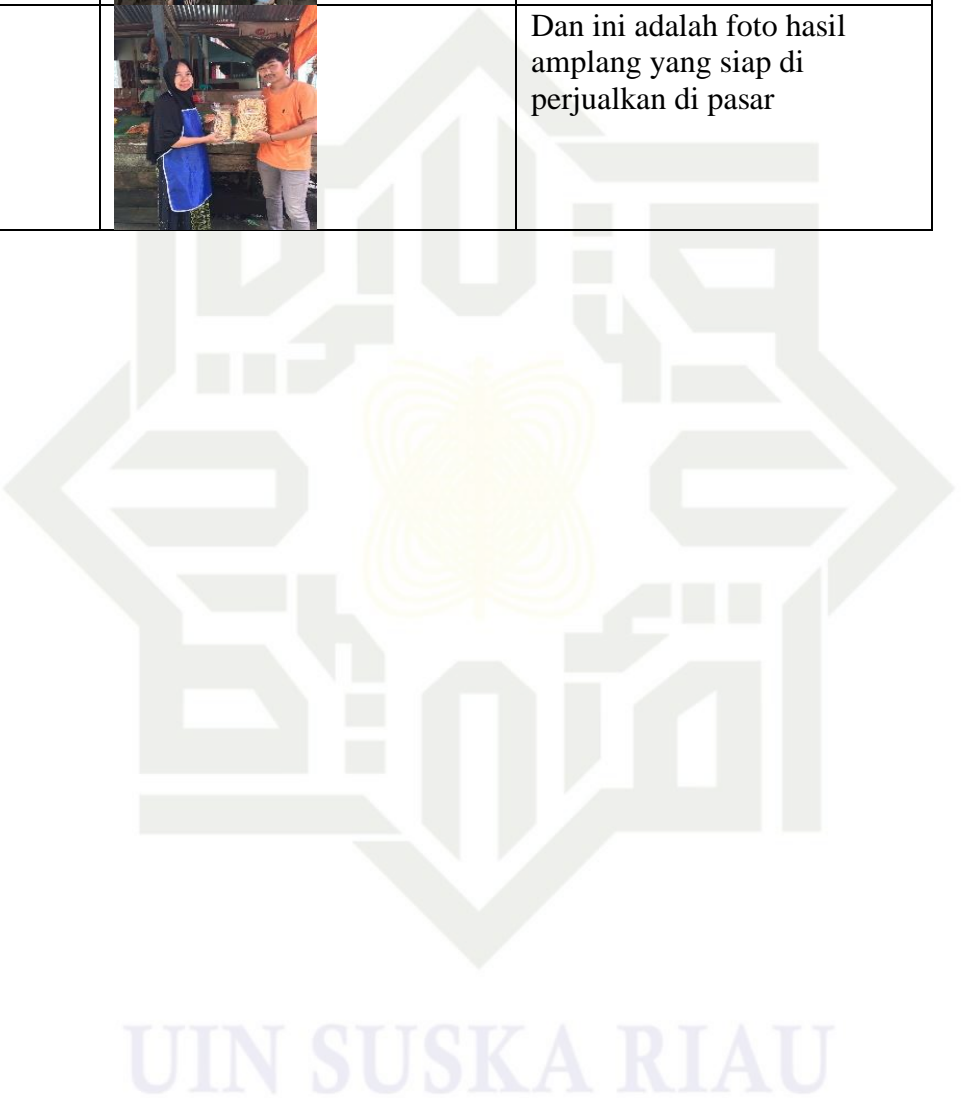 Dan ini adalah foto hasil
amplang yang siap di
perjualkan di pasar
UIN SUSKA RIAU